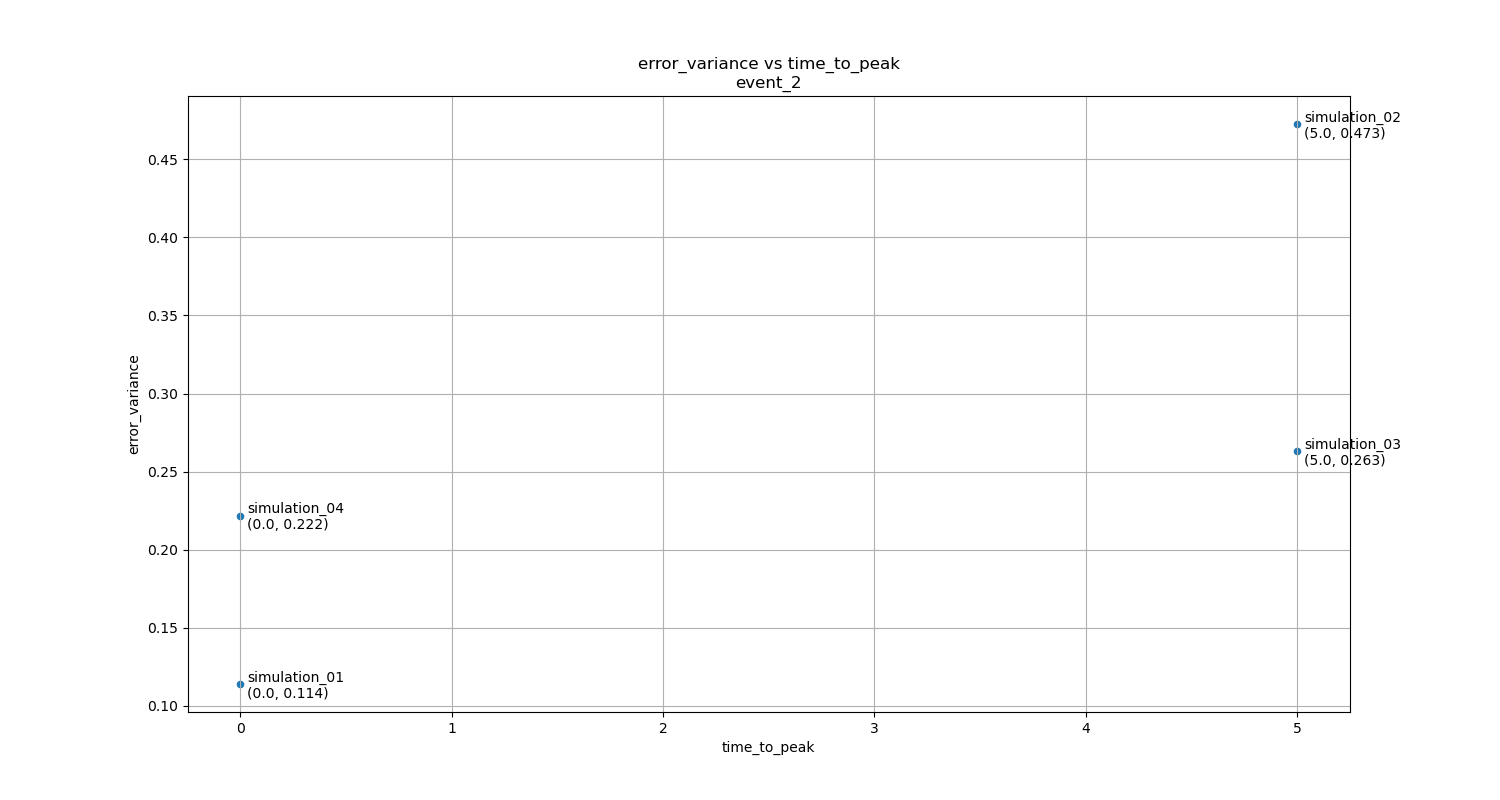 error_variance vs time_to_peak
event_2
simulation_02
(5.0, 0.473)
0.45
0.40
0.35
error_variance
0.30
simulation_03
(5.0, 0.263)
0.25
simulation_04
(0.0, 0.222)
0.20
0.15
simulation_01
(0.0, 0.114)
0.10
0 1 2 3 4 5
time_to_peak